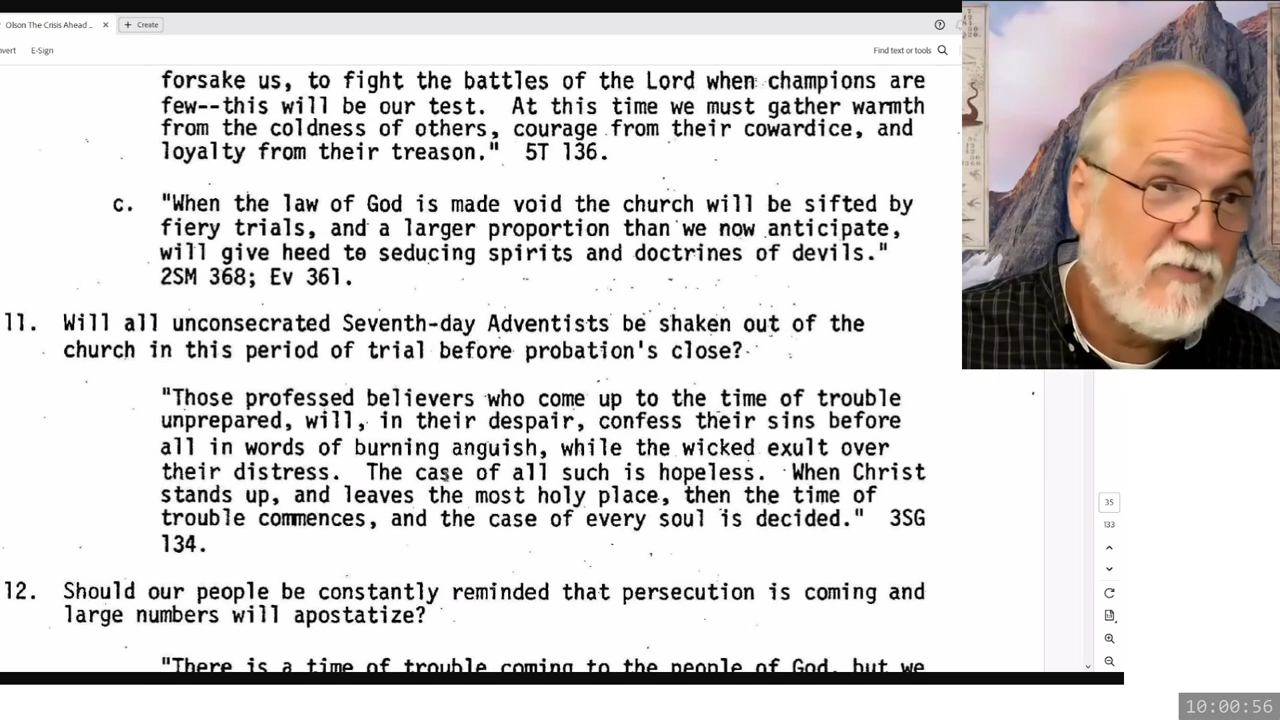 Olson The Crisis Ahead ...
Create
nvert
E-Sign
Find text or tools
forsake us, to fight the battles of the Lord when champions are
few--this will be our test. At this time we must gather warmth
from the coldness of others, courage from their cowardice, and
loyalty from their treason." 5T 136.
c. "When the law of God is made void the church will be sifted by
fiery trials, and a larger proportion than we now anticipate,
will give heed to seducing spirits and doctrines of devils."
2SM 368; Ev 361.
11. Will all unconsecrated Seventh-day Adventists be shaken out of the
church in this period of trial before probation's close?
"Those professed believers who come up to the time of trouble
unprepared, will, in their despair, confess their sins before
all in words of burning anguish, while the wicked exult over
their distress. The case of all such is hopeless. When Christ
stands up, and leaves the most holy place, then the time of
trouble commences, and the case of every soul is decided." 3SG
134.
12. Should our people be constantly reminded that persecution is coming and
large numbers will apostatize?
"There is a time of trouble coming to the people of God, but we
35
133
10:00:56